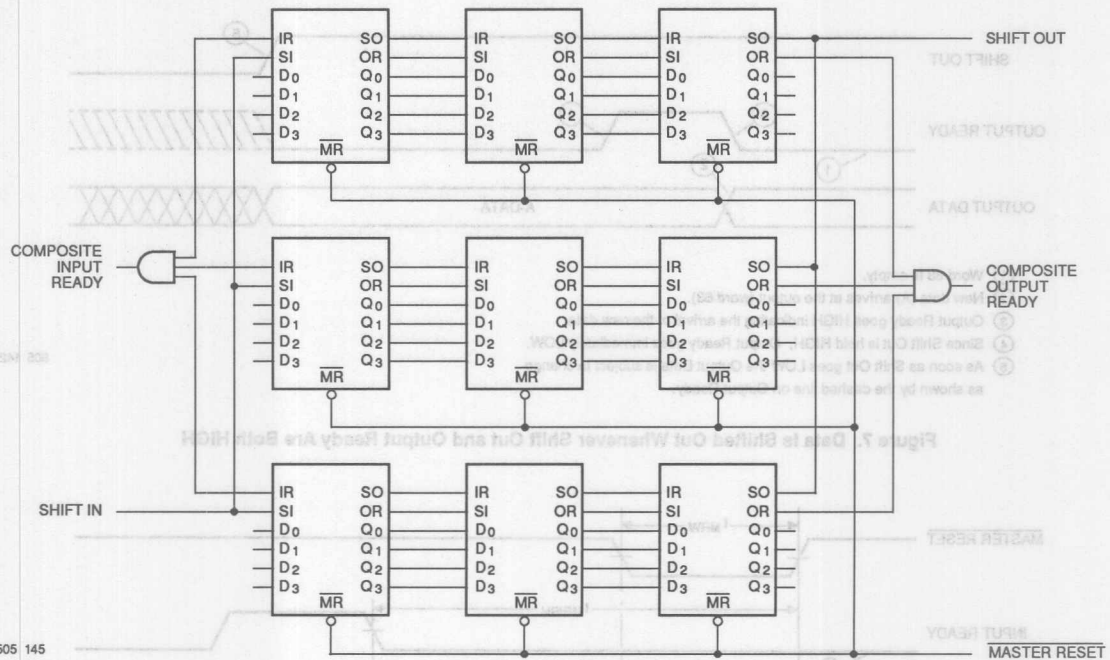 IR SO IR SO IR SO SHIFT OUT
SI OR SI OR SI OR
D0 Q0 D0 Q0 D0 Q0
D1 Q1 D1 Q1 D1 Q1
D2 Q2 D2 Q2 D2 Q2
D3 Q3 D3 Q3 D3 Q3
MR MR MR
COMPOSITE
INPUT
READY
IR SO IR SO IR SO
SI OR SI OR SI OR
D0 Q0 D0 Q0 D0 Q0
D1 Q1 D1 Q1 D1 Q1
D2 Q2 D2 Q2 D2 Q2
D3 Q3 D3 Q3 D3 Q3
MR MR MR
COMPOSITE
OUTPUT
READY
SHIFT IN
IR SO IR SO IR SO
SI OR SI OR SI OR
D0 Q0 D0 Q0 D0 Q0
D1 Q1 D1 Q1 D1 Q1
D2 Q2 D2 Q2 D2 Q2
D3 Q3 D3 Q3 D3 Q3
MR MR MR
MASTER RESET
145